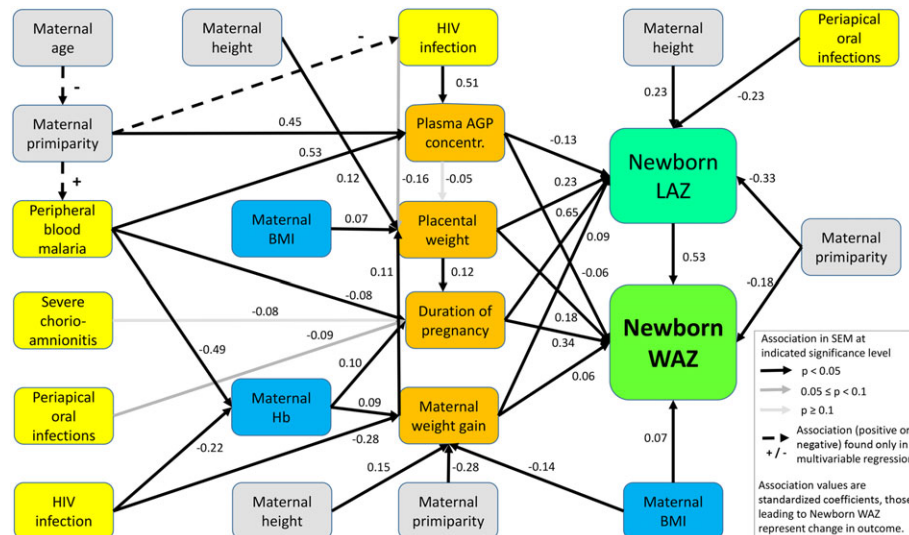 Maternal
age
Maternal
height
HIV
infection
Maternal
height
Periapical
oral
infections
-
-
0.51
0.23
-0.23
Maternal
primiparity
0.45
Plasma AGP
concentr.
-0.13
Newborn
LAZ
+
0.53
0.12
-0.16
-0.05
0.23
0.65
-0.33
Peripheral
blood
malaria
Maternal
BMI
0.07
Placental
weight
0.09
Maternal
primiparity
0.11
0.12
-0.06
0.53
-0.18
Severe
chorio-
amnionitis
-0.08
-0.08
Duration of
pregnancy
0.18
0.34
Newborn
WAZ
-0.49
-0.09
0.10
0.06
Periapical
oral
infections
Maternal
Hb
0.09
Maternal
weight gain
-0.22
-0.28
0.07
0.15
-0.28
-0.14
HIV
infection
Maternal
height
Maternal
primiparity
Maternal
BMI
Association in SEM at
indicated significance level
p < 0.05
0.05 ≤ p < 0.1
p ≥ 0.1
Association (positive or
negative) found only in
+ / -
multivariable regression
Association values are
standardized coefficients, those
leading to Newborn WAZ
represent change in outcome.